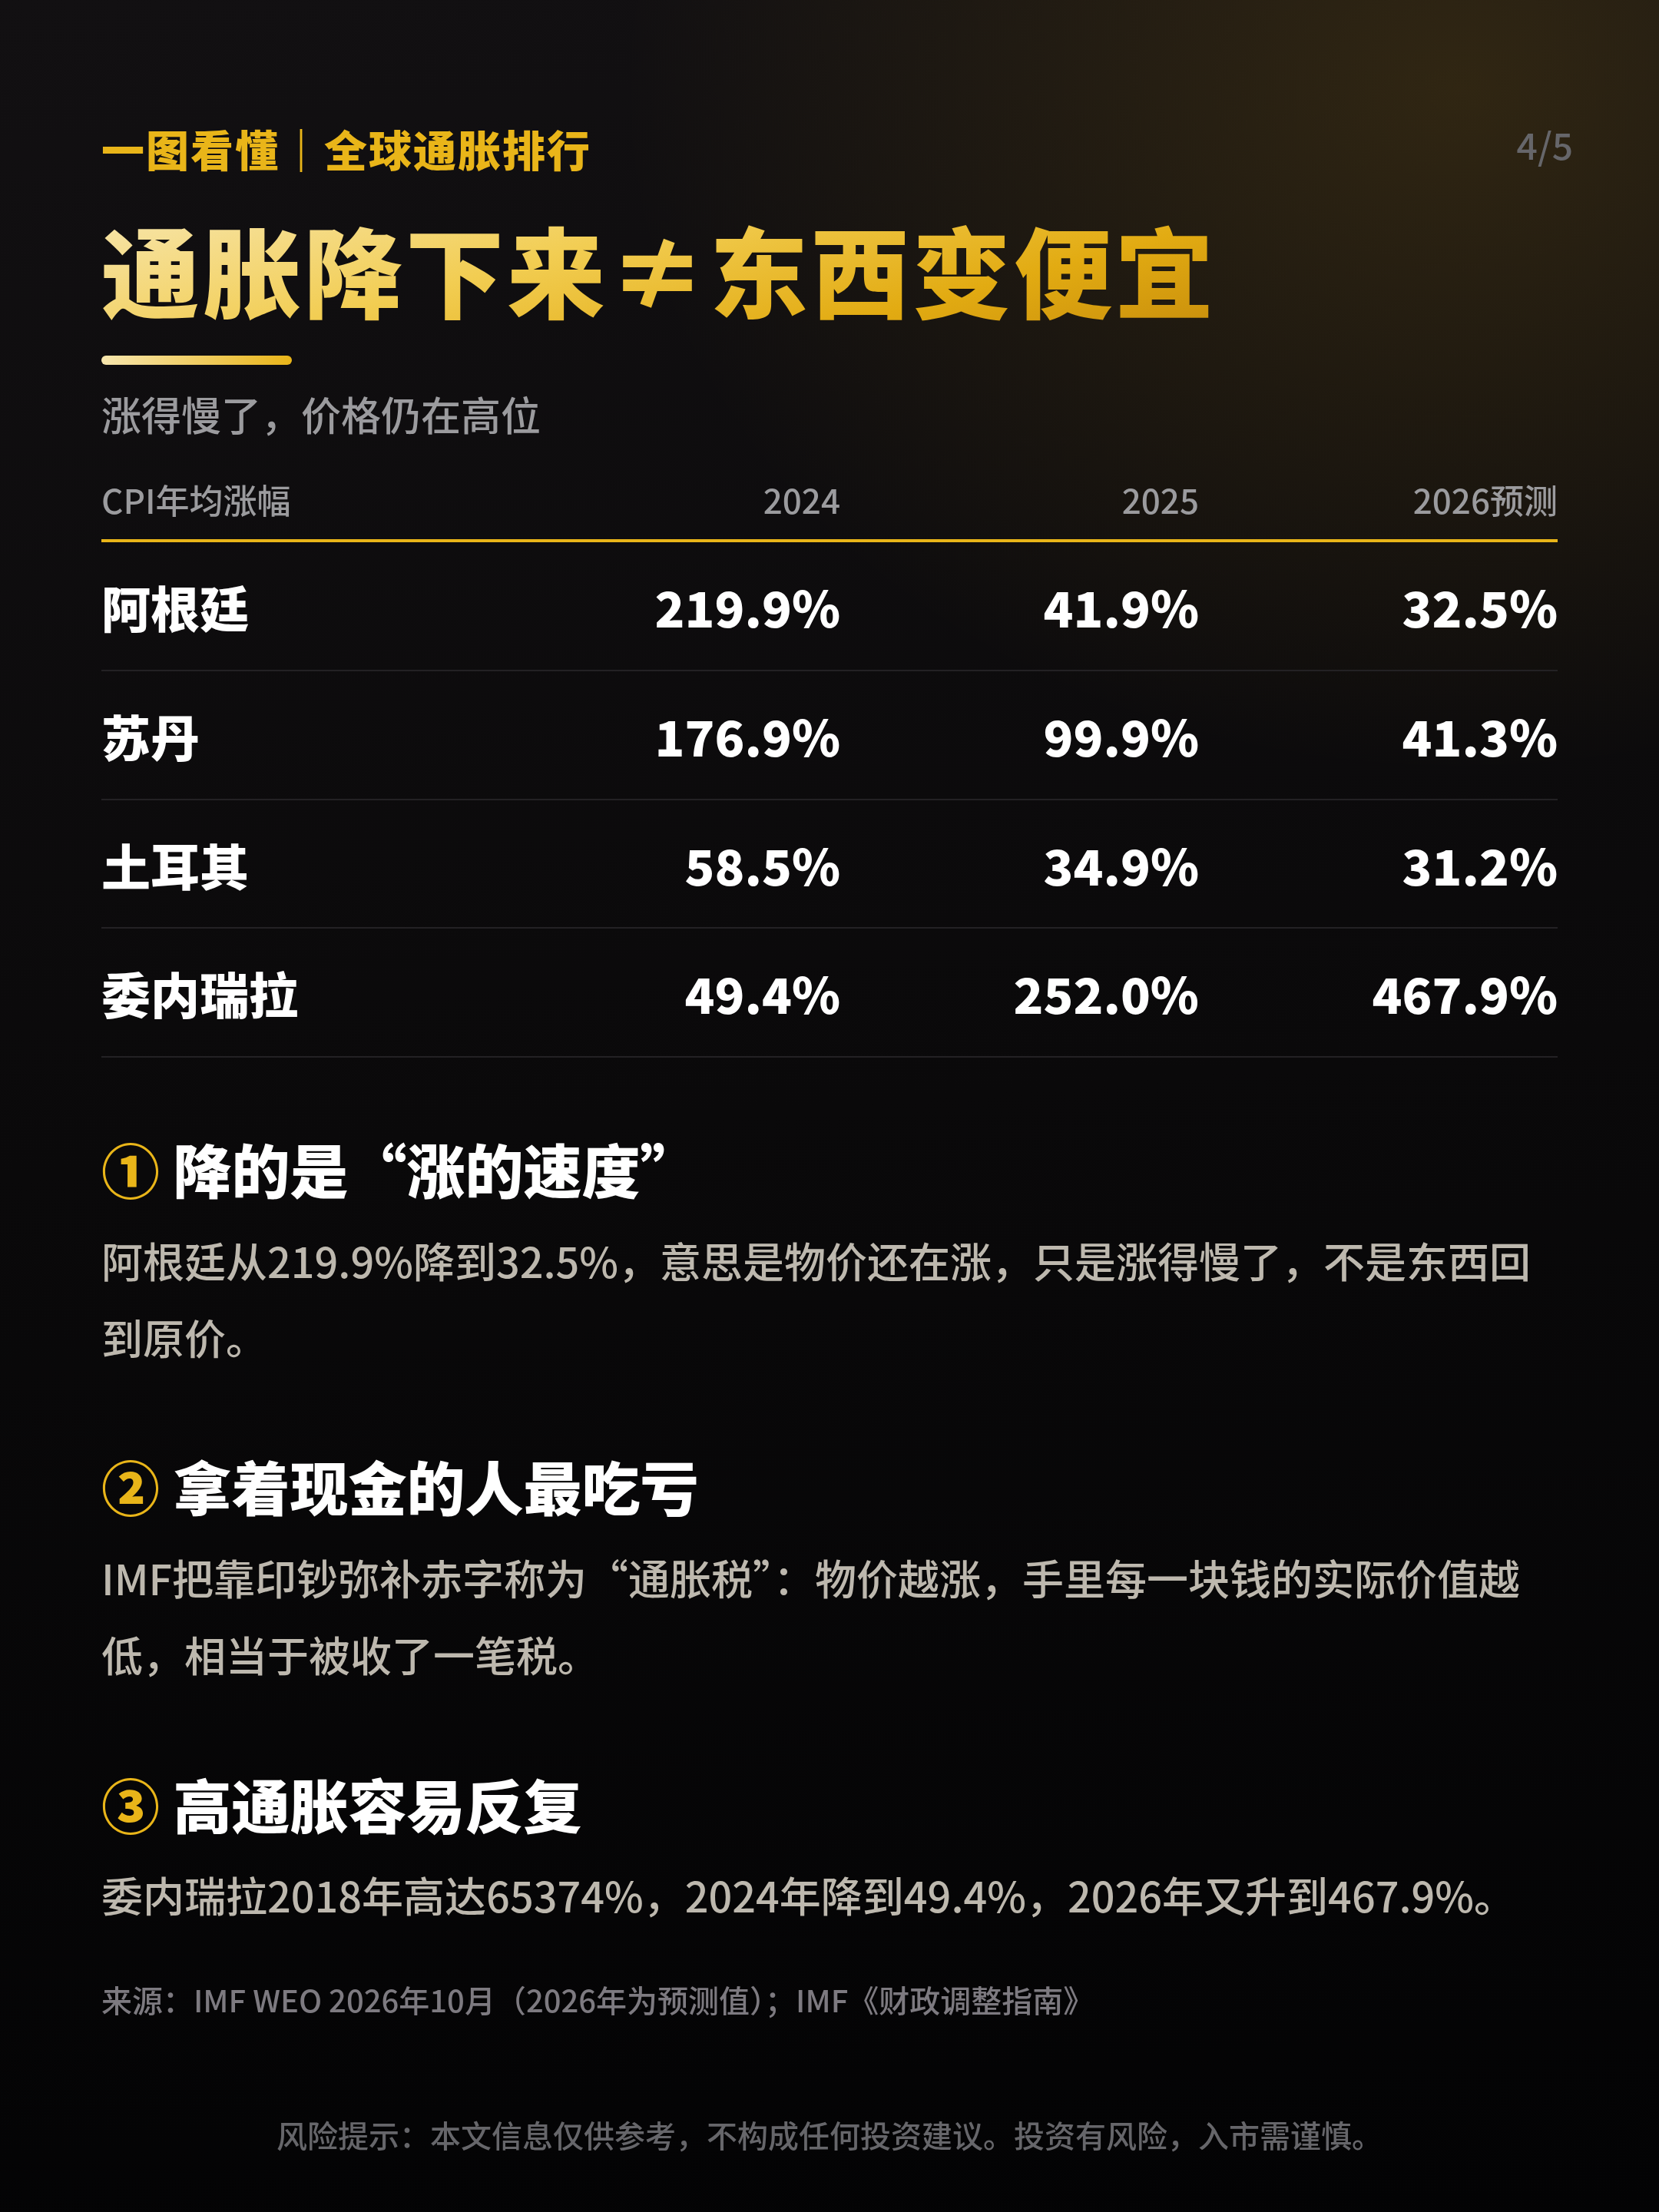 一图看懂｜全球通胀排行
4/5
通胀降下来≠东西变便宜
涨得慢了，价格仍在高位
CPI年均涨幅 2024 2025 2026预测
阿根廷 219.9% 41.9% 32.5%
苏丹 176.9% 99.9% 41.3%
土耳其 58.5% 34.9% 31.2%
委内瑞拉 49.4% 252.0% 467.9%
① 降的是“涨的速度”
阿根廷从219.9%降到32.5%，意思是物价还在涨，只是涨得慢了，不是东西回
到原价。
② 拿着现金的人最吃亏
IMF把靠印钞弥补赤字称为“通胀税”：物价越涨，手里每一块钱的实际价值越
低，相当于被收了一笔税。
③ 高通胀容易反复
委内瑞拉2018年高达65374%，2024年降到49.4%，2026年又升到467.9%。
来源：IMF WEO 2026年10月（2026年为预测值）；IMF《财政调整指南》
风险提示：本文信息仅供参考，不构成任何投资建议。投资有风险，入市需谨慎。